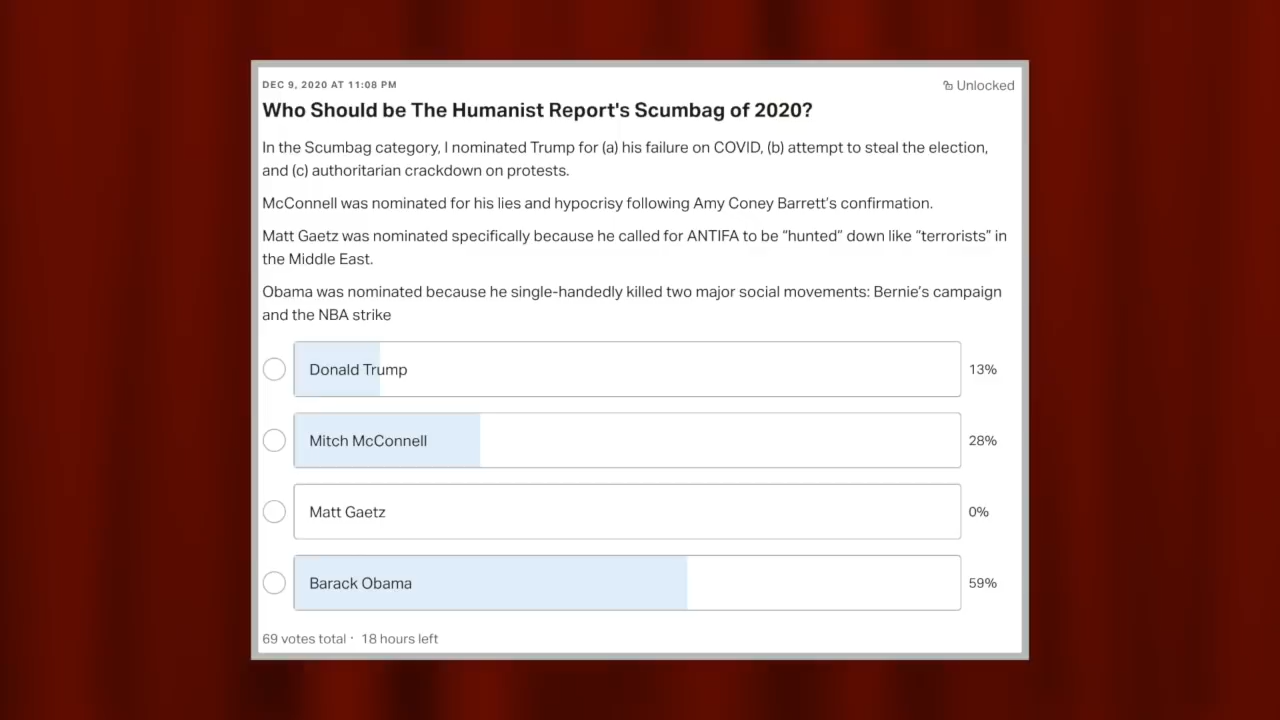 DEC 9, 2020 AT 11:08 PM
Unlocked
Who Should be The Humanist Report's Scumbag of 2020?
In the Scumbag category, I nominated Trump for (a) his failure on COVID, (b) attempt to steal the election,
and (c) authoritarian crackdown on protests.
McConnell was nominated for his lies and hypocrisy following Amy Coney Barrett’s confirmation.
Matt Gaetz was nominated specifically because he called for ANTIFA to be “hunted” down like “terrorists” in
the Middle East.
Obama was nominated because he single-handedly killed two major social movements: Bernie’s campaign
and the NBA strike
Donald Trump 13%
Mitch McConnell 28%
Matt Gaetz 0%
Barack Obama 59%
69 votes total · 18 hours left